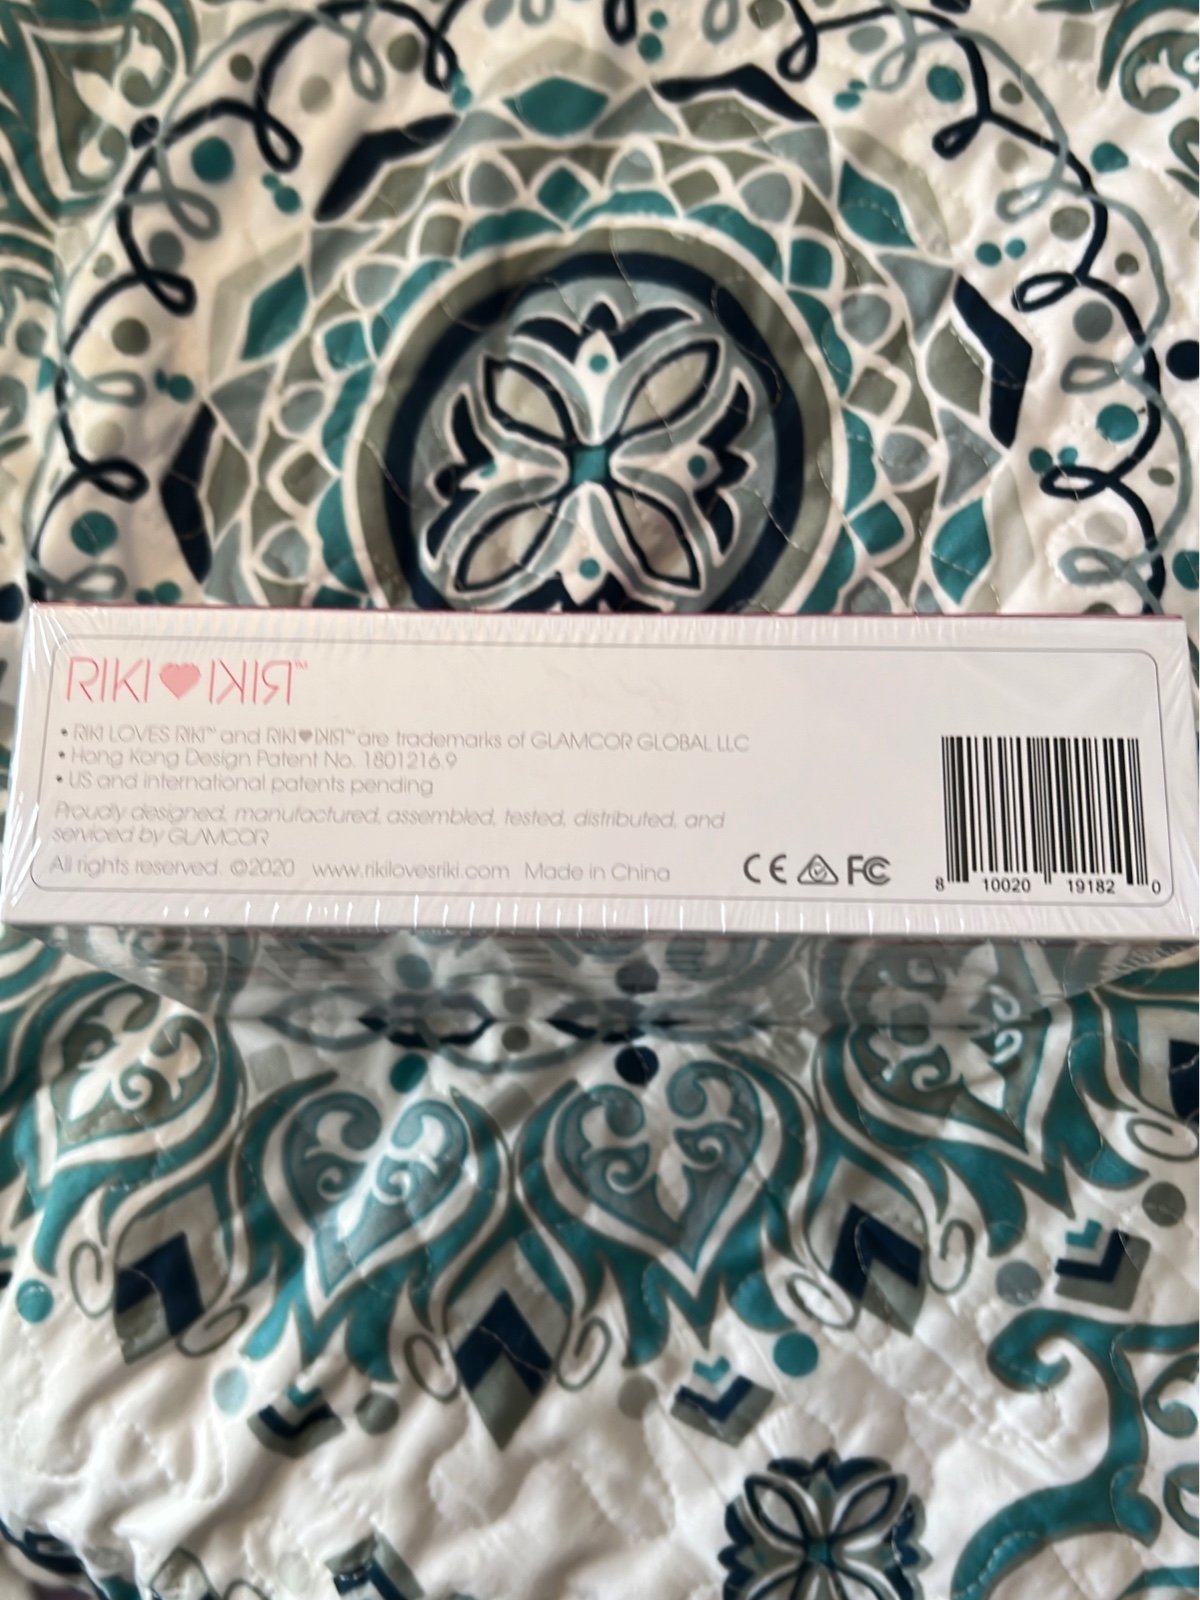 RIKI♥RIKI™
• RIKI LOVES RIKI™ and RIKI♥RIKI™ are trademarks of GLAMCOR GLOBAL LLC
• Hong Kong Design Patent No. 1801216.9
• US and international patents pending
Proudly designed, manufactured, assembled, tested, distributed, and
serviced by GLAMCOR
All rights reserved. ©2020 www.rikilovesriki.com Made in China
CE FC
8 10020 19182 0